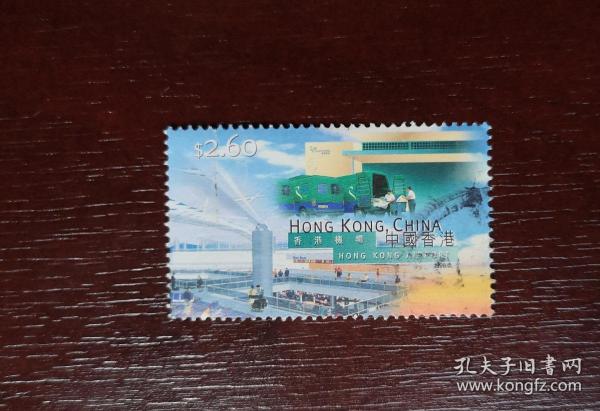 $2.60
HONG KONG, CHINA
香港機場 中國香港
HONG KONG
孔夫子旧书网
www.kongfz.com